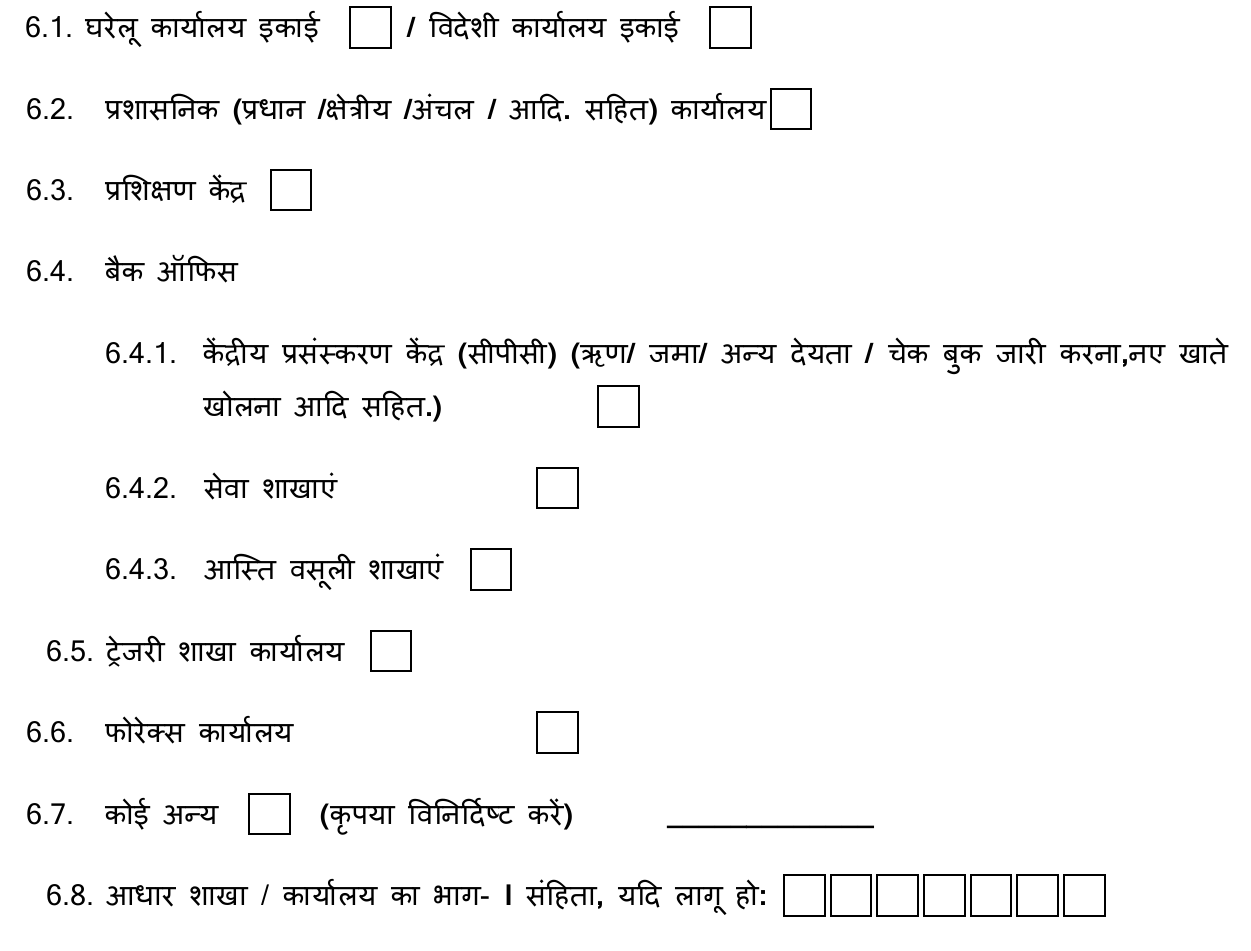 6.1. घरेलू कार्यालय इकाई / विदेशी कार्यालय इकाई
6.2. प्रशासनिक (प्रधान /क्षेत्रीय /अंचल / आदि. सहित) कार्यालय
6.3. प्रशिक्षण केंद्र
6.4. बैक ऑफिस
6.4.1. केंद्रीय प्रसंस्करण केंद्र (सीपीसी) (ऋण/ जमा/ अन्य देयता / चेक बुक जारी करना,नए खाते
खोलना आदि सहित.)
6.4.2. सेवा शाखाएं
6.4.3. आस्ति वसूली शाखाएं
6.5. ट्रेजरी शाखा कार्यालय
6.6. फोरेक्स कार्यालय
6.7. कोई अन्य (कृपया विनिर्दिष्ट करें) _____________
6.8. आधार शाखा / कार्यालय का भाग- I संहिता, यदि लागू हो: